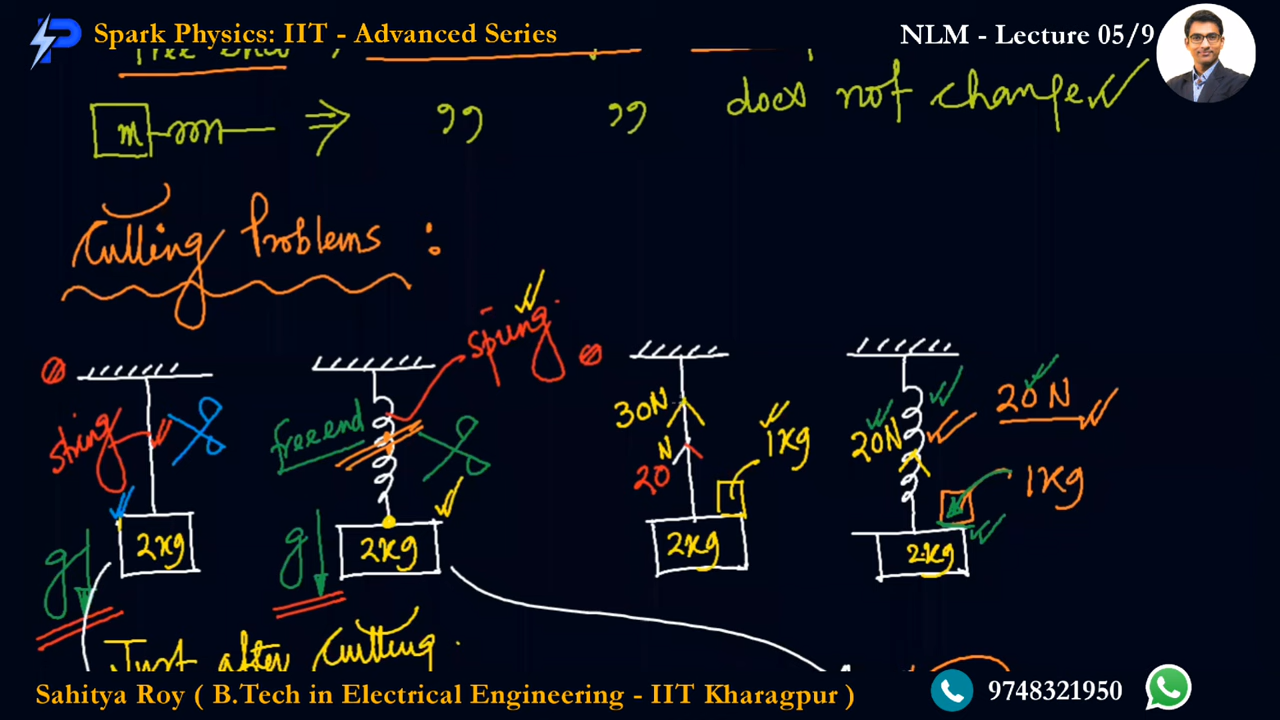 Spark Physics: IIT - Advanced Series
NLM - Lecture 05/9
m ⇒ ,, ,, does not change
Cutting Problems :
spring
string
free end
30N
N
20
1kg
20N
20N
1kg
g
2kg
g
2kg
2kg
2kg
Just after cutting.
Sahitya Roy ( B.Tech in Electrical Engineering - IIT Kharagpur )
9748321950